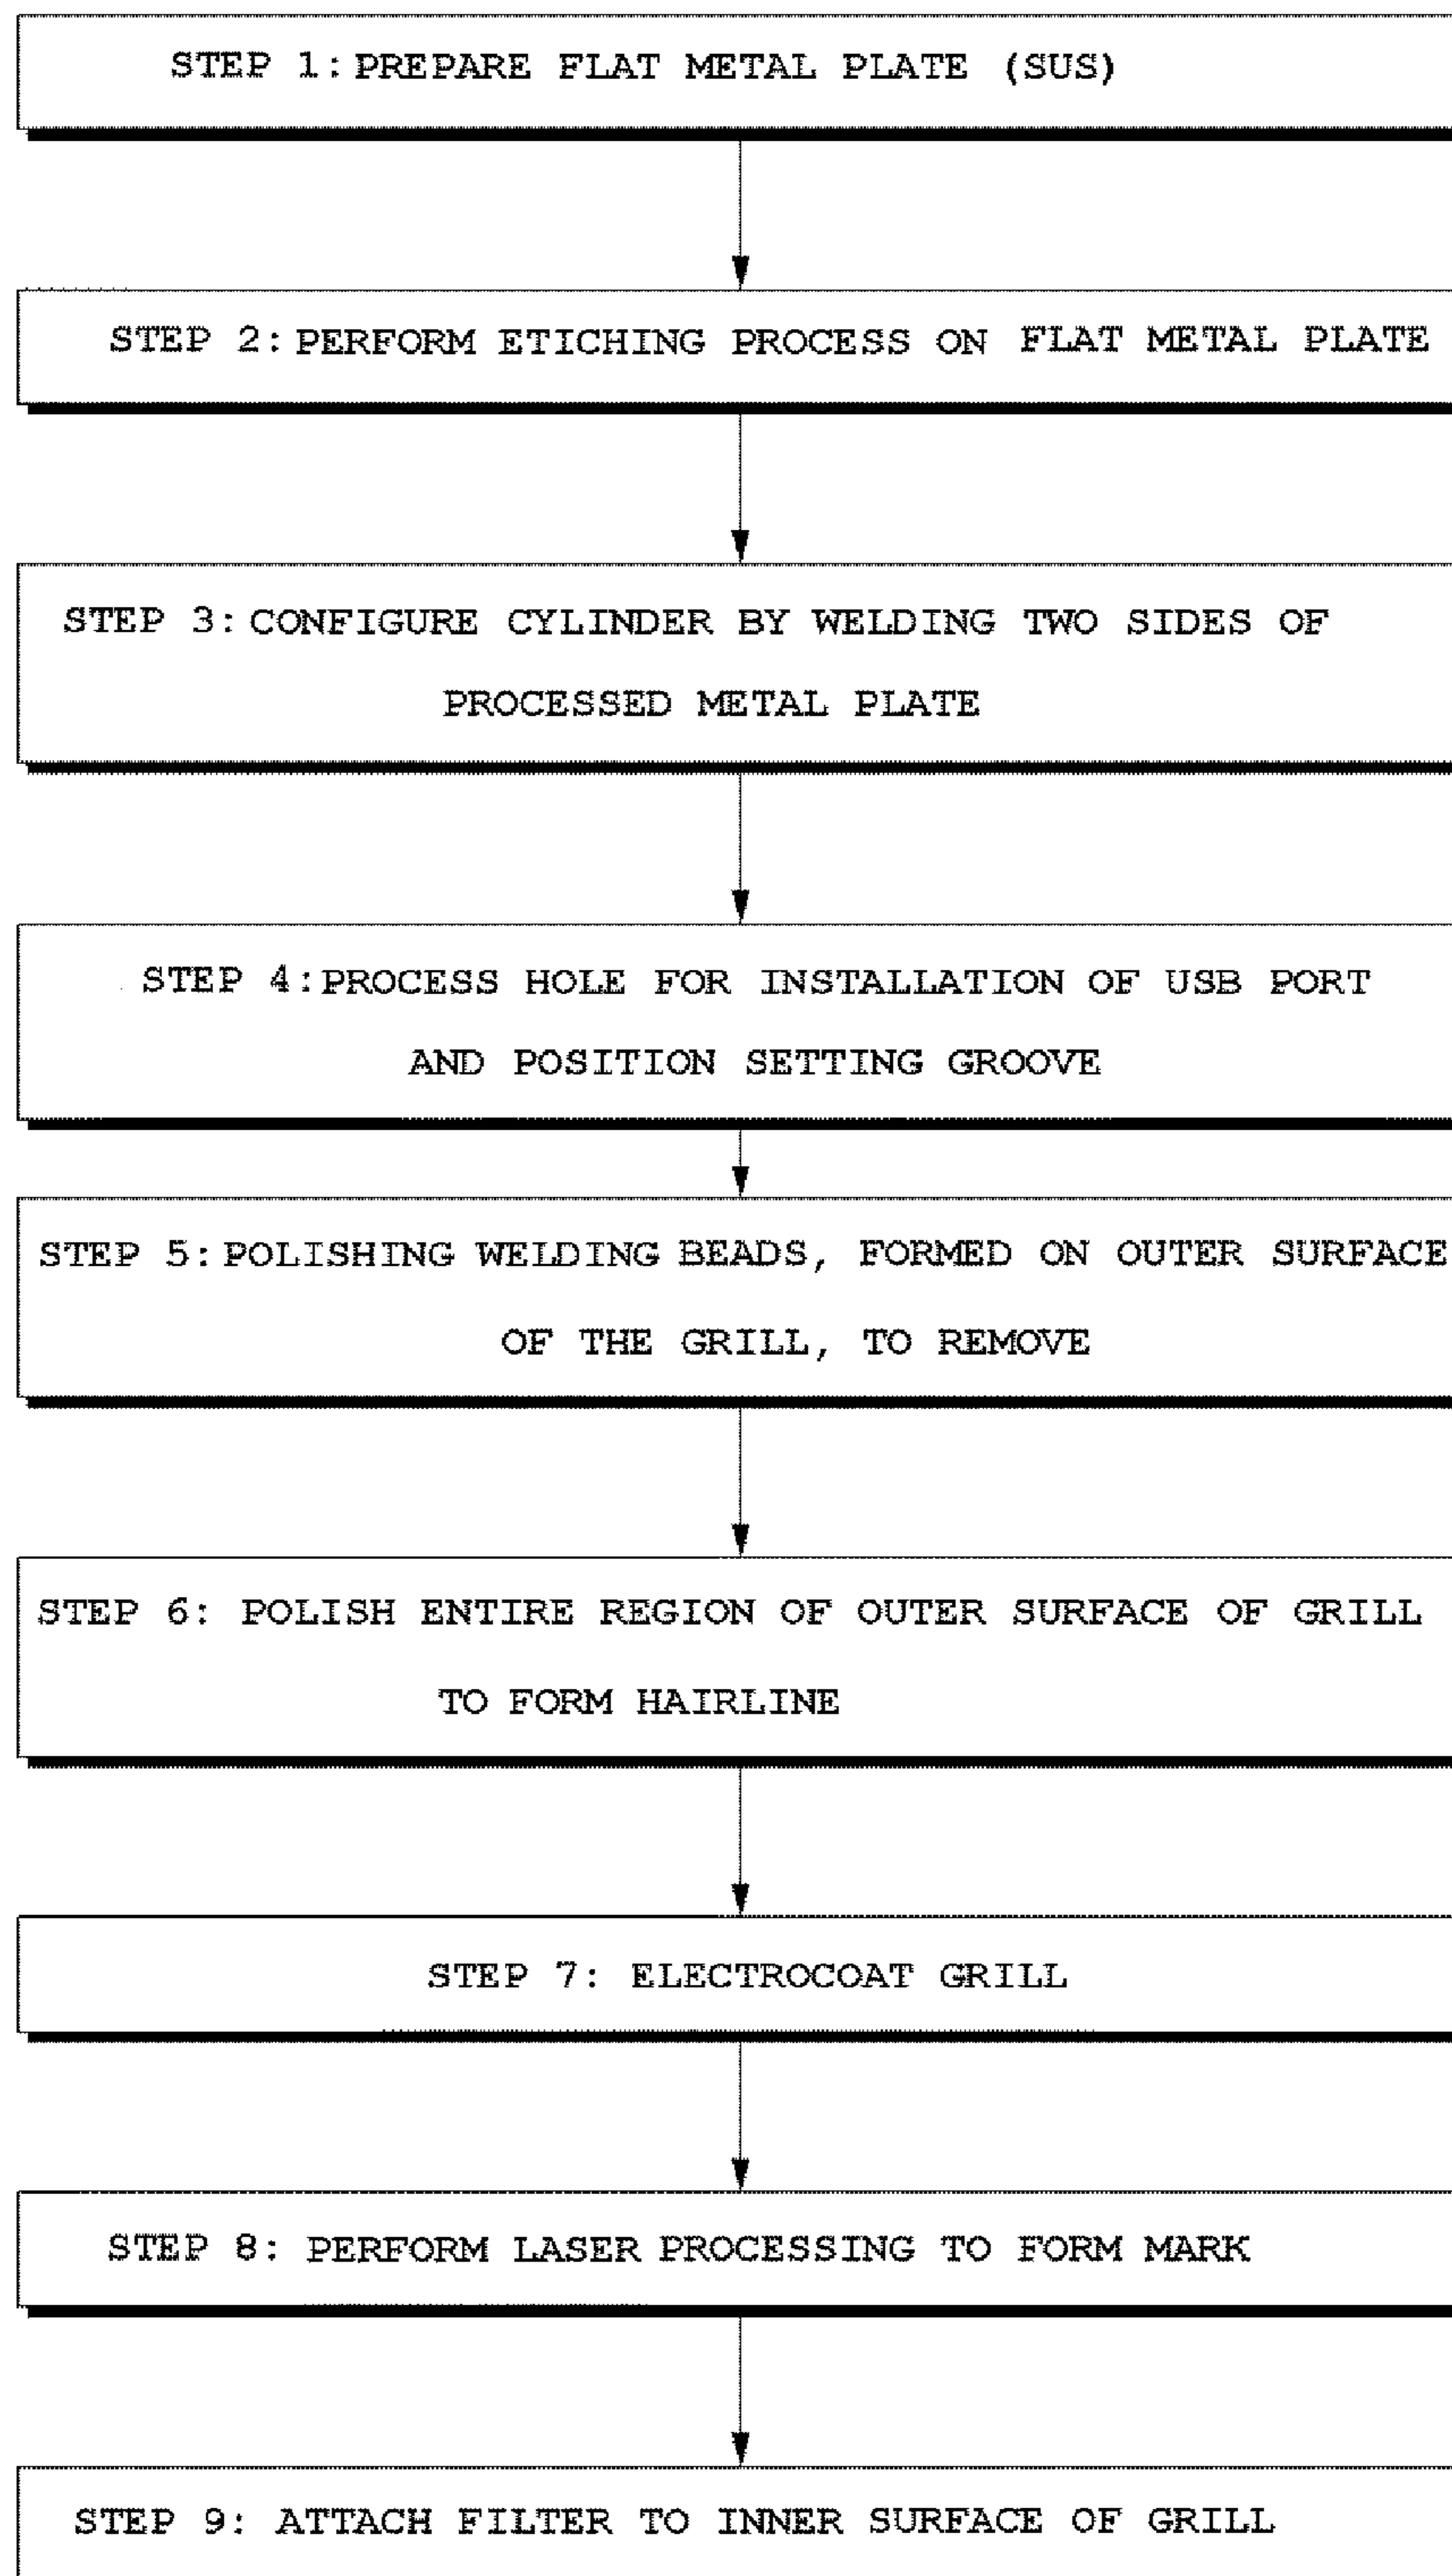 STEP 1: PREPARE FLAT METAL PLATE (SUS)
STEP 2: PERFORM ETICHING PROCESS ON FLAT METAL PLATE
STEP 3: CONFIGURE CYLINDER BY WELDING TWO SIDES OF
PROCESSED METAL PLATE
STEP 4: PROCESS HOLE FOR INSTALLATION OF USB PORT
AND POSITION SETTING GROOVE
STEP 5: POLISHING WELDING BEADS, FORMED ON OUTER SURFACE
OF THE GRILL, TO REMOVE
STEP 6: POLISH ENTIRE REGION OF OUTER SURFACE OF GRILL
TO FORM HAIRLINE
STEP 7: ELECTROCOAT GRILL
STEP 8: PERFORM LASER PROCESSING TO FORM MARK
STEP 9: ATTACH FILTER TO INNER SURFACE OF GRILL